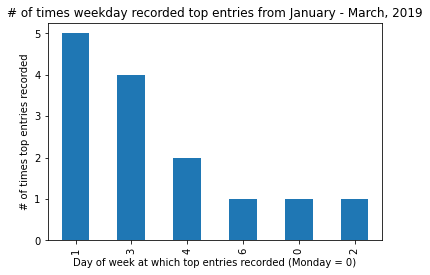 # of times weekday recorded top entries from January - March, 2019
# of times top entries recorded
5
4
3
2
1
0
1 3 4 6 0 2
Day of week at which top entries recorded (Monday = 0)